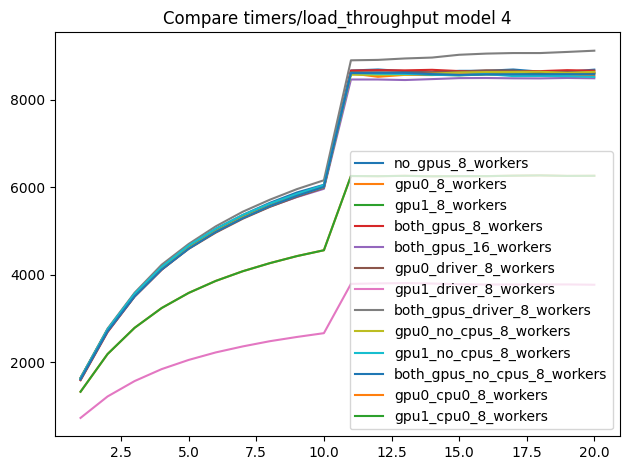 Compare timers/load_throughput model 4
8000
6000
4000
2000
no_gpus_8_workers
gpu0_8_workers
gpu1_8_workers
both_gpus_8_workers
both_gpus_16_workers
gpu0_driver_8_workers
gpu1_driver_8_workers
both_gpus_driver_8_workers
gpu0_no_cpus_8_workers
gpu1_no_cpus_8_workers
both_gpus_no_cpus_8_workers
gpu0_cpu0_8_workers
gpu1_cpu0_8_workers
2.5 5.0 7.5 10.0 12.5 15.0 17.5 20.0